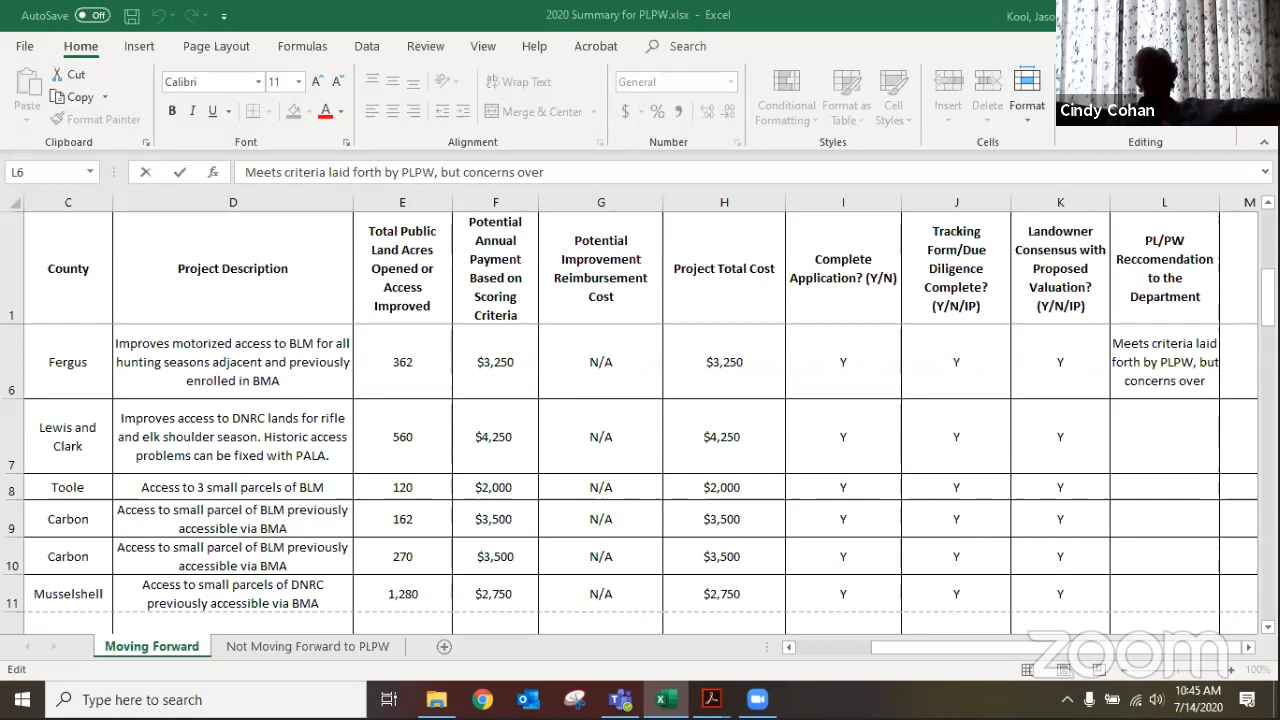 AutoSave Off
2020 Summary for PLPW.xlsx - Excel
Kool, Jaso
File Home Insert Page Layout Formulas Data Review View Help Acrobat Search
Cindy Cohan
Paste
Cut
Copy
Format Painter
Clipboard
Calibri 11
B I U
Font
Wrap Text
Merge & Center
Alignment
General
$ % 
Number
Conditional Formatting
Format as Table
Cell Styles
Styles
Insert Delete Format
Cells
Editing
L6
fx
Meets criteria laid forth by PLPW, but concerns over
C D E F G H I J K L M
1
County
Project Description
Total Public
Land Acres
Opened or
Access
Improved
Potential
Annual
Payment
Based on
Scoring
Criteria
Potential
Improvement
Reimbursement
Cost
Project Total Cost
Complete
Application? (Y/N)
Tracking
Form/Due
Diligence
Complete?
(Y/N/IP)
Landowner
Consensus with
Proposed
Valuation?
(Y/N/IP)
PL/PW
Reccomendation
to the
Department
6
Fergus
Improves motorized access to BLM for all
hunting seasons adjacent and previously
enrolled in BMA
362 $3,250 N/A $3,250 Y Y Y
Meets criteria laid
forth by PLPW, but
concerns over
7
Lewis and
Clark
Improves access to DNRC lands for rifle
and elk shoulder season. Historic access
problems can be fixed with PALA.
560 $4,250 N/A $4,250 Y Y Y
8
Toole Access to 3 small parcels of BLM 120 $2,000 N/A $2,000 Y Y Y
9
Carbon
Access to small parcel of BLM previously
accessible via BMA
162 $3,500 N/A $3,500 Y Y Y
10
Carbon
Access to small parcel of BLM previously
accessible via BMA
270 $3,500 N/A $3,500 Y Y Y
11
Musselshell
Access to small parcels of DNRC
previously accessible via BMA
1,280 $2,750 N/A $2,750 Y Y Y
Moving Forward Not Moving Forward to PLPW
zoom
Edit
100%
Type here to search
10:45 AM
7/14/2020